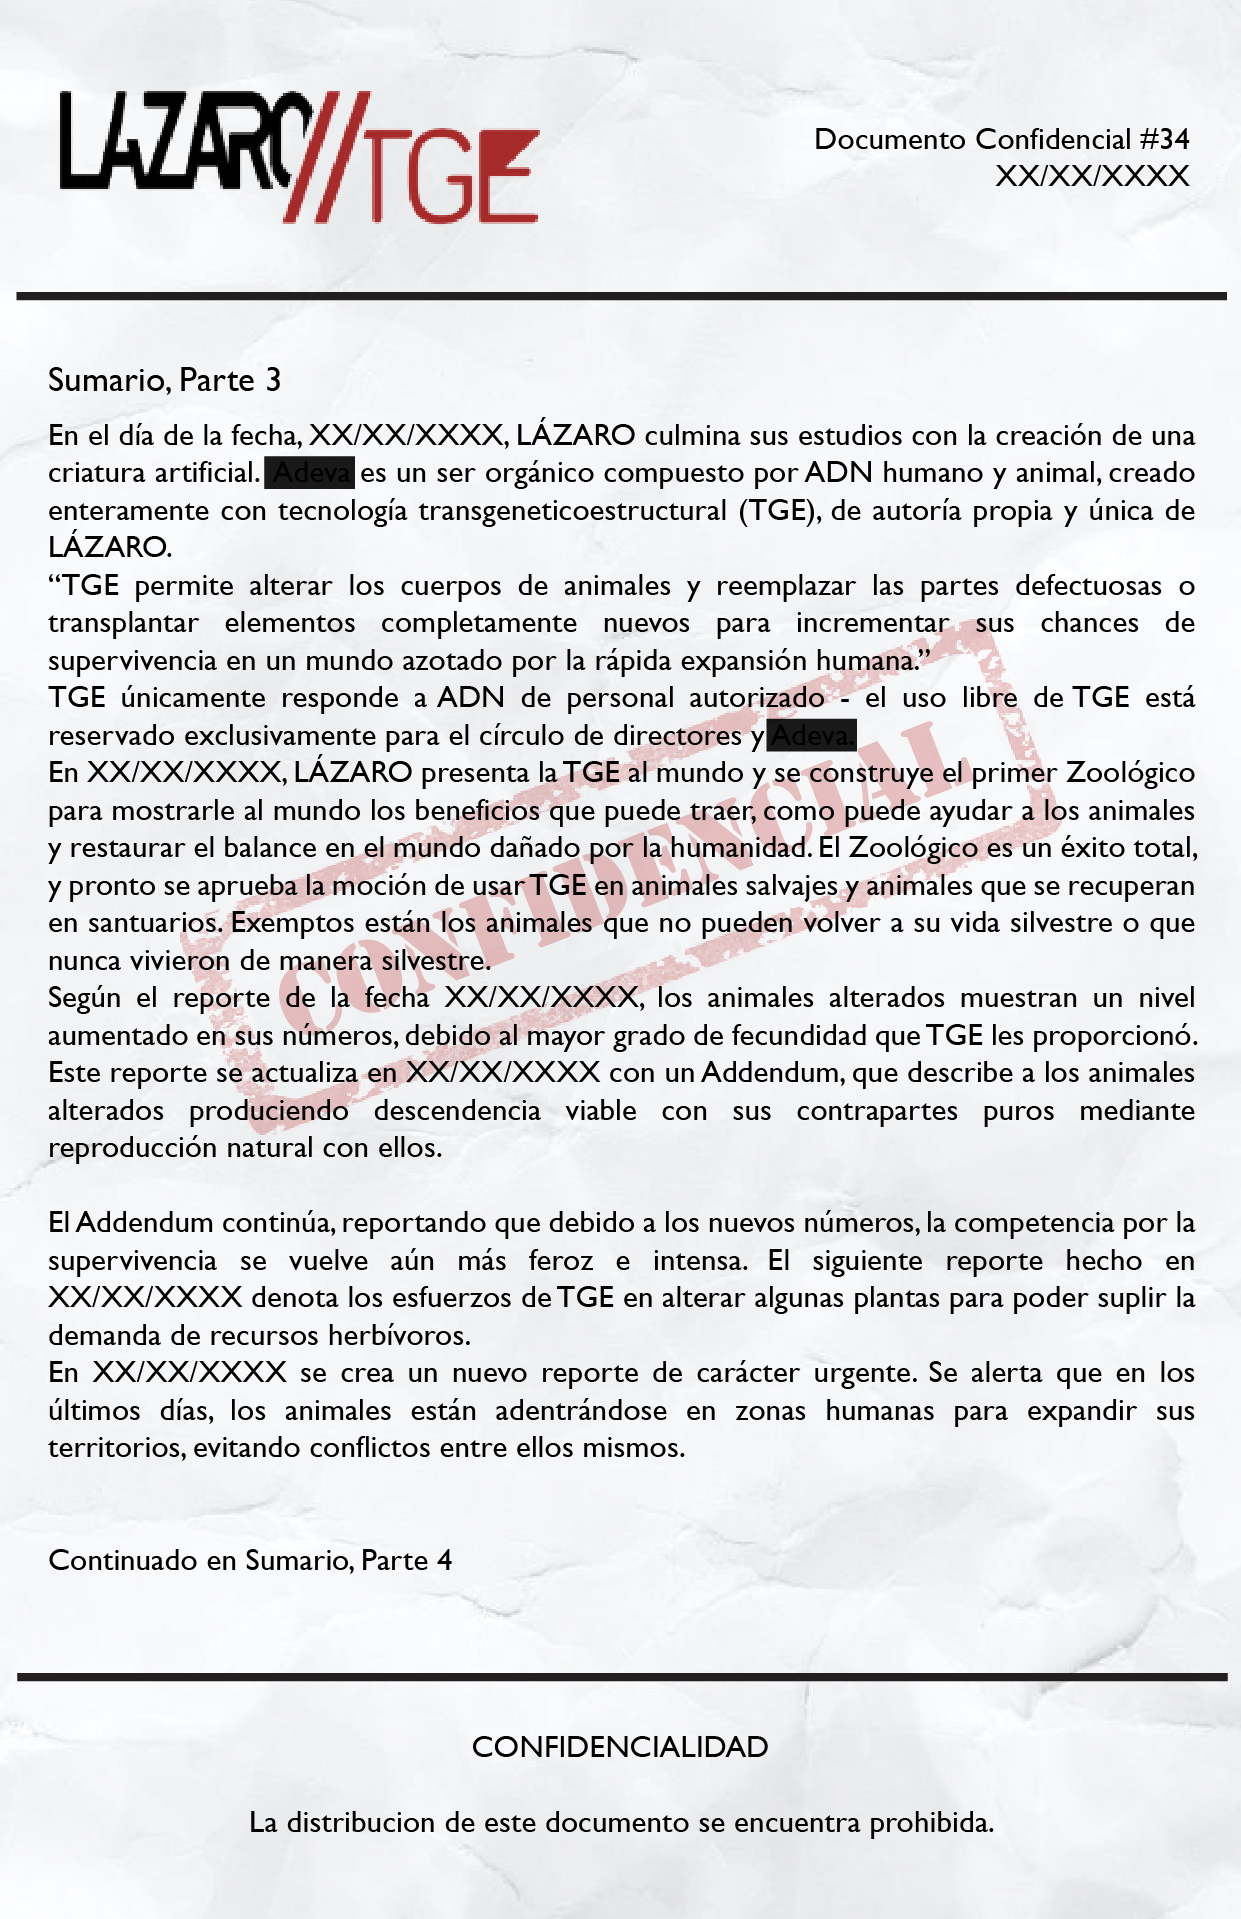 LÁZARO//TGE
Documento Confidencial #34
XX/XX/XXXX
Sumario, Parte 3
En el día de la fecha, XX/XX/XXXX, LÁZARO culmina sus estudios con la creación de una
criatura artificial. Adeva es un ser orgánico compuesto por ADN humano y animal, creado
enteramente con tecnología transgeneticoestructural (TGE), de autoría propia y única de
LÁZARO.
“TGE permite alterar los cuerpos de animales y reemplazar las partes defectuosas o
transplantar elementos completamente nuevos para incrementar sus chances de
supervivencia en un mundo azotado por la rápida expansión humana.”
TGE únicamente responde a ADN de personal autorizado - el uso libre de TGE está
reservado exclusivamente para el círculo de directores y Adeva.
En XX/XX/XXXX, LÁZARO presenta la TGE al mundo y se construye el primer Zoológico
para mostrarle al mundo los beneficios que puede traer, como puede ayudar a los animales
y restaurar el balance en el mundo dañado por la humanidad. El Zoológico es un éxito total,
y pronto se aprueba la moción de usar TGE en animales salvajes y animales que se recuperan
en santuarios. Exemptos están los animales que no pueden volver a su vida silvestre o que
nunca vivieron de manera silvestre.
Según el reporte de la fecha XX/XX/XXXX, los animales alterados muestran un nivel
aumentado en sus números, debido al mayor grado de fecundidad que TGE les proporcionó.
Este reporte se actualiza en XX/XX/XXXX con un Addendum, que describe a los animales
alterados produciendo descendencia viable con sus contrapartes puros mediante
reproducción natural con ellos.
CONFIDENCIAL
El Addendum continúa, reportando que debido a los nuevos números, la competencia por la
supervivencia se vuelve aún más feroz e intensa. El siguiente reporte hecho en
XX/XX/XXXX denota los esfuerzos de TGE en alterar algunas plantas para poder suplir la
demanda de recursos herbívoros.
En XX/XX/XXXX se crea un nuevo reporte de carácter urgente. Se alerta que en los
últimos días, los animales están adentrándose en zonas humanas para expandir sus
territorios, evitando conflictos entre ellos mismos.
Continuado en Sumario, Parte 4
CONFIDENCIALIDAD
La distribucion de este documento se encuentra prohibida.